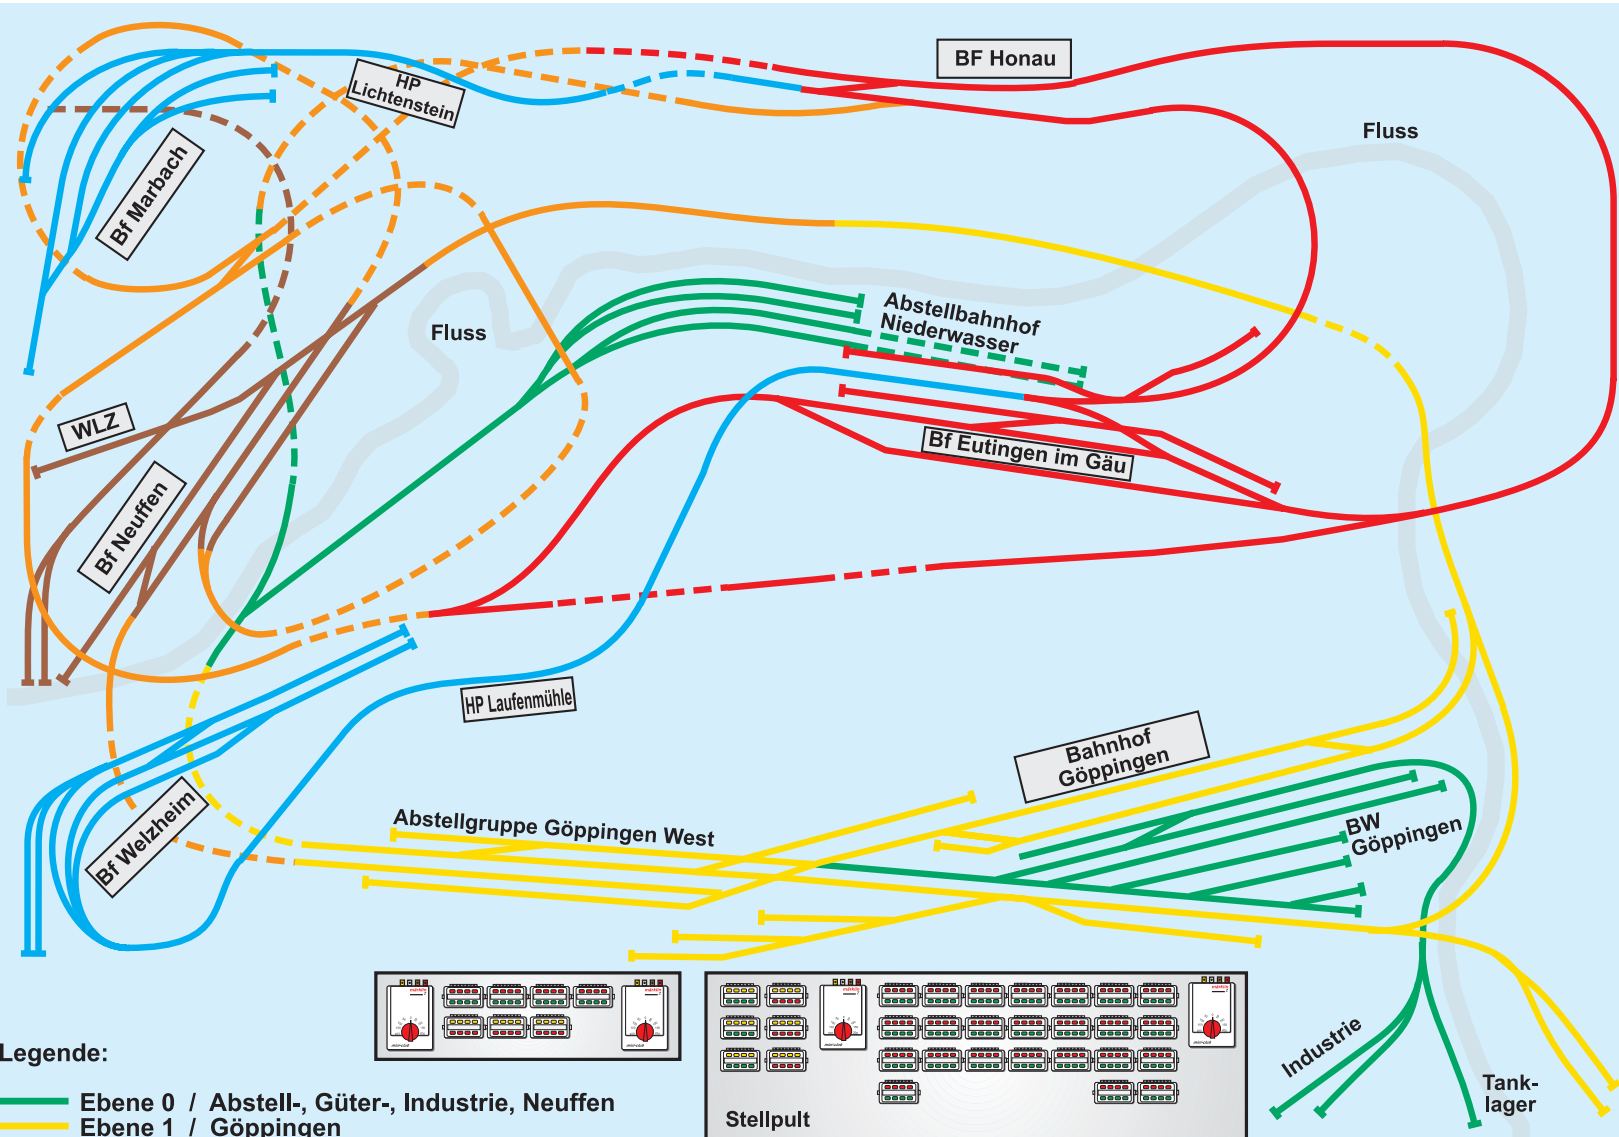 BF Honau
HP
Lichtenstein
Fluss
Bf Marbach
Abstellbahnhof
Niederwasser
Fluss
WLZ
Bf Eutingen im Gäu
Bf Neuffen
HP Laufenmühle
Bahnhof
Göppingen
Abstellgruppe Göppingen West
BW
Göppingen
Bf Welzheim
Industrie
Tank-
lager
Legende:
Ebene 0 / Abstell-, Güter-, Industrie, Neuffen
Ebene 1 / Göppingen
Stellpult